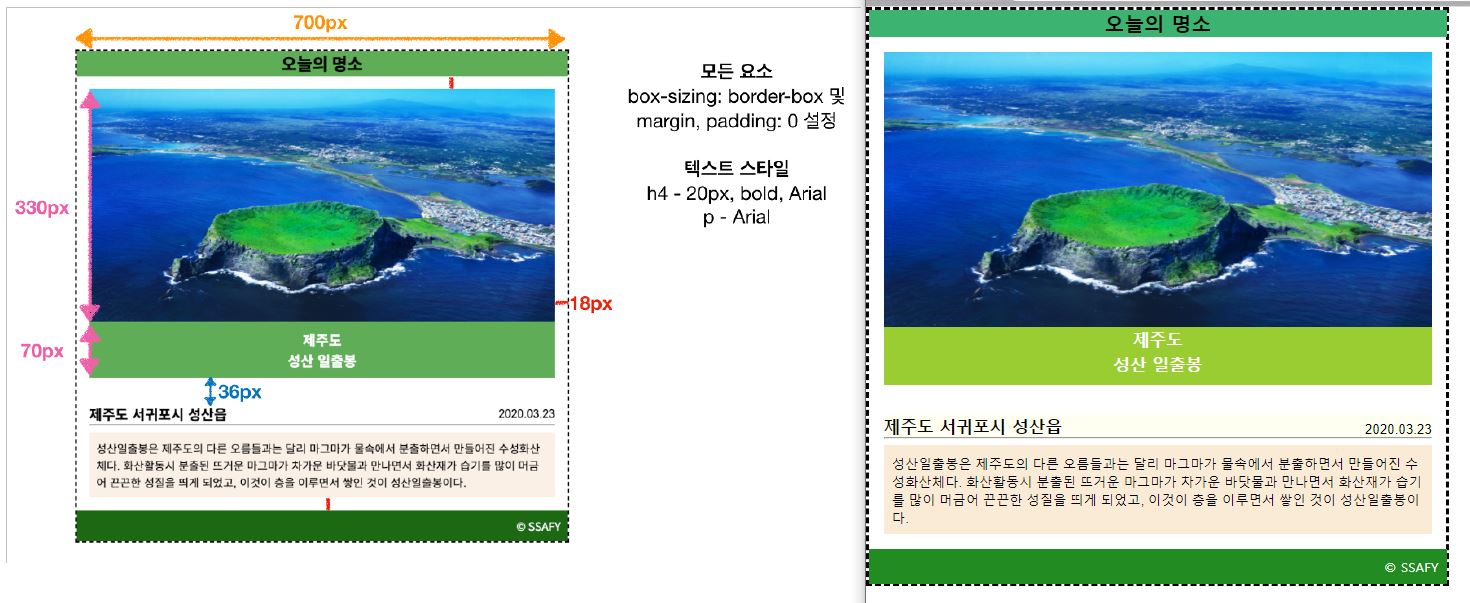 700px
오늘의 명소
330px
18px
제주도
성산 일출봉
70px
36px
제주도 서귀포시 성산읍
2020.03.23
성산일출봉은 제주도의 다른 오름들과는 달리 마그마가 물속에서 분출하면서 만들어진 수성화산
체다. 화산활동시 분출된 뜨거운 마그마가 차가운 바닷물과 만나면서 화산재가 습기를 많이 머금
어 끈끈한 성질을 띄게 되었고, 이것이 층을 이루면서 쌓인 것이 성산일출봉이다.
© SSAFY
모든 요소
box-sizing: border-box 및
margin, padding: 0 설정
텍스트 스타일
h4 - 20px, bold, Arial
p - Arial
오늘의 명소
제주도
성산 일출봉
제주도 서귀포시 성산읍
2020.03.23
성산일출봉은 제주도의 다른 오름들과는 달리 마그마가 물속에서 분출하면서 만들어진 수
성화산체다. 화산활동시 분출된 뜨거운 마그마가 차가운 바닷물과 만나면서 화산재가 습기
를 많이 머금어 끈끈한 성질을 띄게 되었고, 이것이 층을 이루면서 쌓인 것이 성산일출봉이
다.
© SSAFY